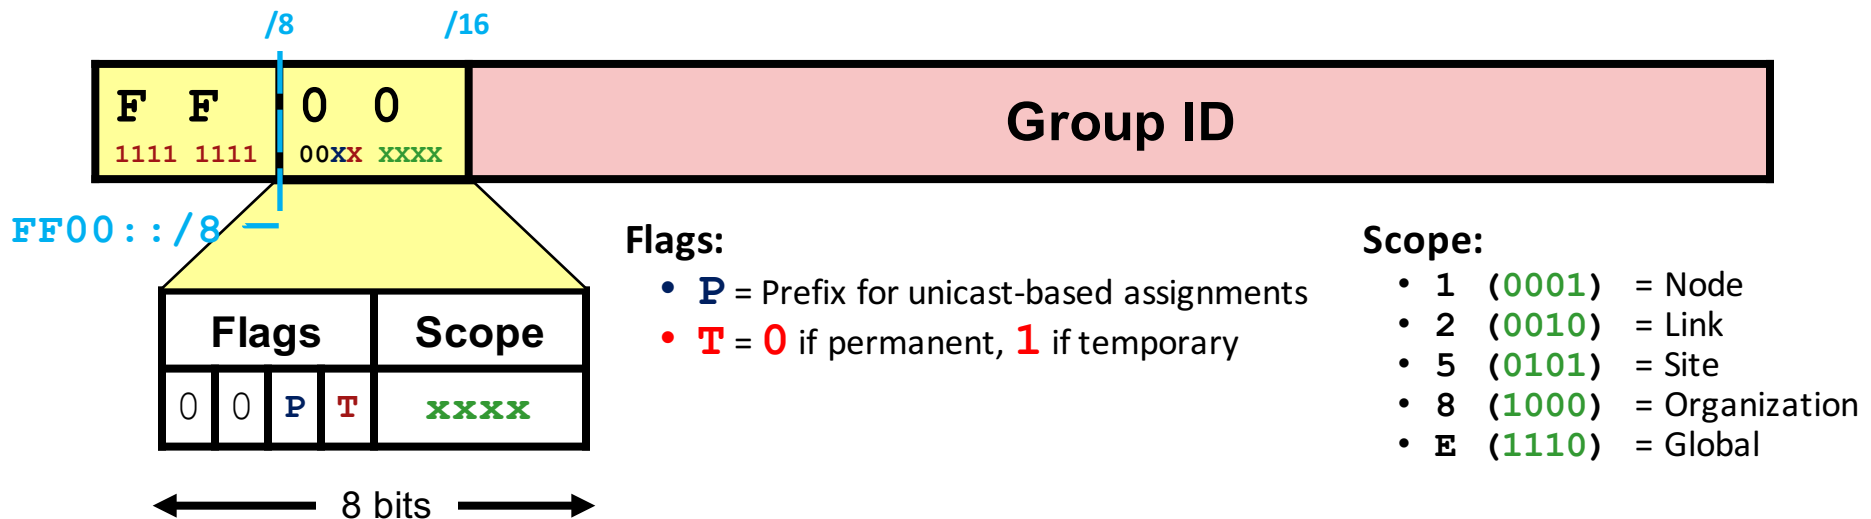 /8 /16
F F 0 0
1111 1111 00xx xxxx
Group ID
FF00::/8
Flags Scope
0 0 P T xxxx
8 bits
Flags:
• P = Prefix for unicast-based assignments
• T = 0 if permanent, 1 if temporary
Scope:
• 1 (0001) = Node
• 2 (0010) = Link
• 5 (0101) = Site
• 8 (1000) = Organization
• E (1110) = Global